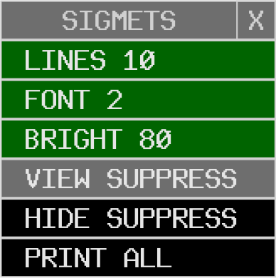 SIGMETS X
LINES 10
FONT 2
BRIGHT 80
VIEW SUPPRESS
HIDE SUPPRESS
PRINT ALL